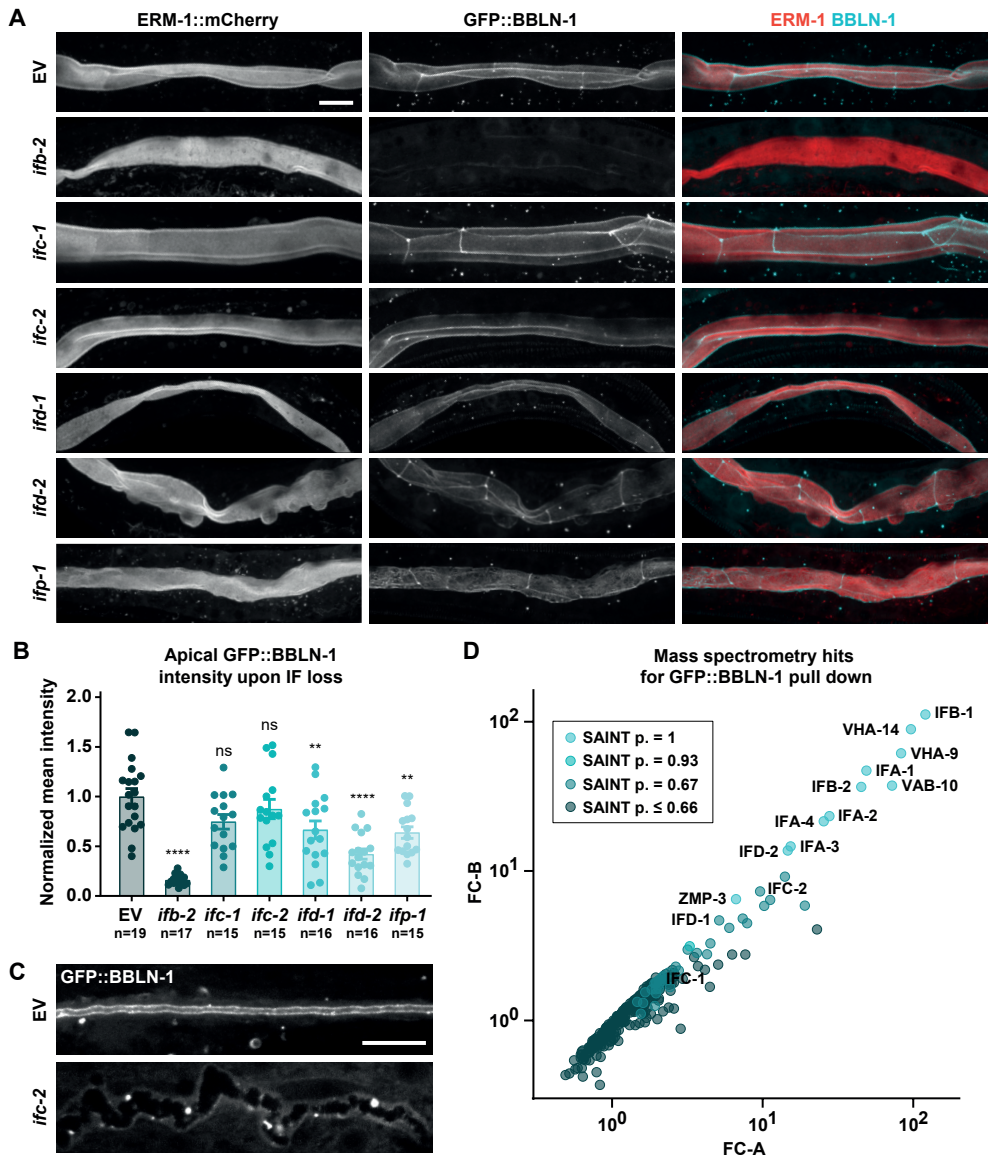 A
ERM-1::mCherry
GFP::BBLN-1
ERM-1 BBLN-1
EV
ifb-2
ifc-1
ifc-2
ifd-1
ifd-2
ifp-1
B
Apical GFP::BBLN-1
intensity upon IF loss
Normalized mean intensity
2.0
1.5
1.0
0.5
0.0
****
ns
ns
**
****
**
EV
ifb-2
ifc-1
ifc-2
ifd-1
ifd-2
ifp-1
n=19
n=17
n=15
n=15
n=16
n=16
n=15
C
GFP::BBLN-1
EV
ifc-2
D
Mass spectrometry hits
for GFP::BBLN-1 pull down
SAINT p. = 1
SAINT p. = 0.93
SAINT p. = 0.67
SAINT p. ≤ 0.66
IFB-1
VHA-14
VHA-9
IFA-1
IFB-2
VAB-10
IFA-4
IFA-2
IFD-2
IFA-3
IFC-2
ZMP-3
IFD-1
IFC-1
FC-B
10²
10¹
10⁰
10⁰
10¹
10²
FC-A